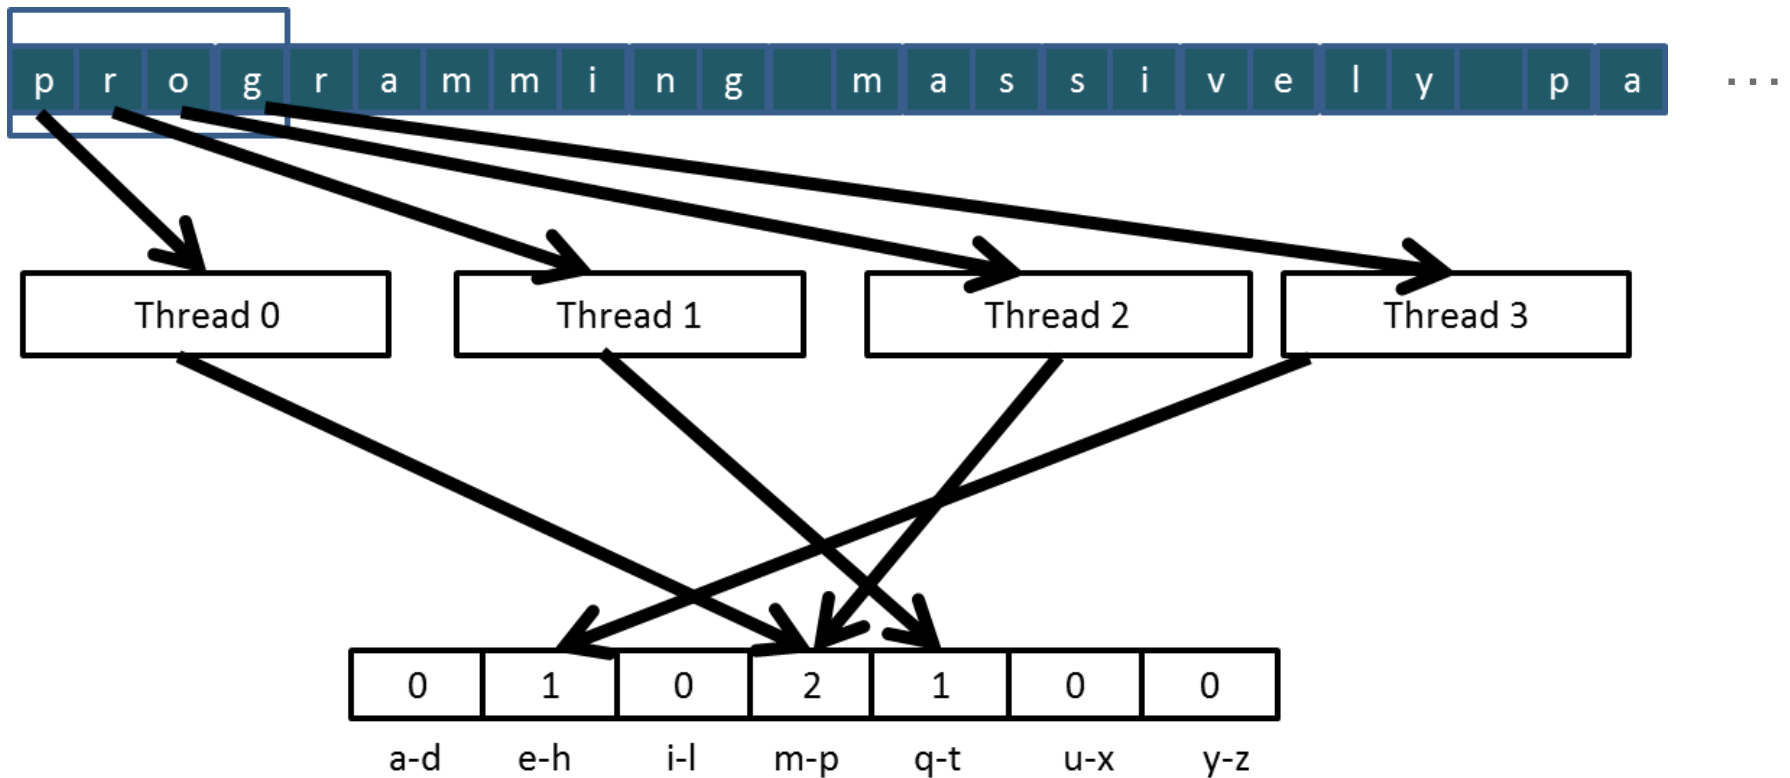 p r o g r a m m i n g m a s s i v e l y p a ...
Thread 0 Thread 1 Thread 2 Thread 3
0 1 0 2 1 0 0
a-d e-h i-l m-p q-t u-x y-z